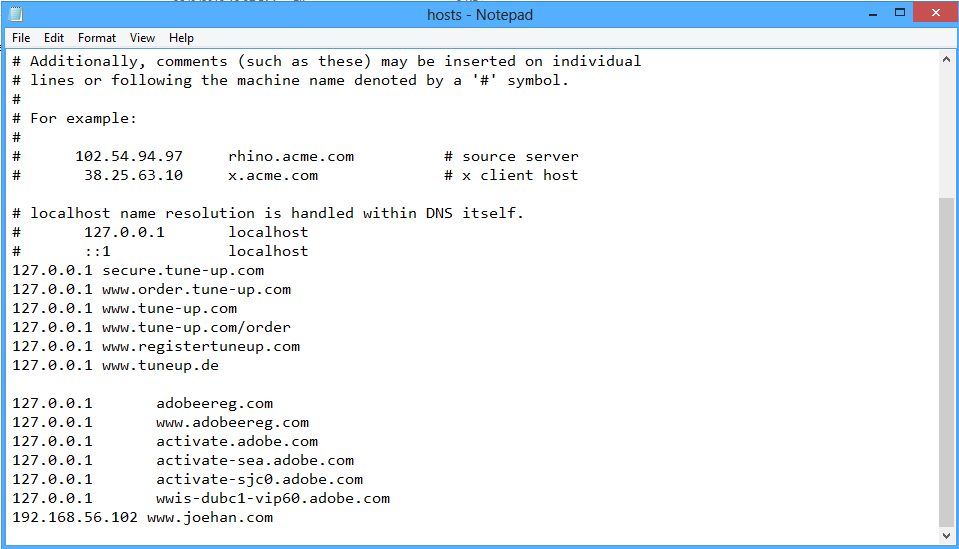 hosts - Notepad
File Edit Format View Help
# Additionally, comments (such as these) may be inserted on individual
# lines or following the machine name denoted by a '#' symbol.
#
# For example:
#
#      102.54.94.97     rhino.acme.com          # source server
#       38.25.63.10     x.acme.com              # x client host
# localhost name resolution is handled within DNS itself.
#       127.0.0.1       localhost
#       ::1             localhost
127.0.0.1 secure.tune-up.com
127.0.0.1 www.order.tune-up.com
127.0.0.1 www.tune-up.com
127.0.0.1 www.tune-up.com/order
127.0.0.1 www.registertuneup.com
127.0.0.1 www.tuneup.de
127.0.0.1       adobeereg.com
127.0.0.1       www.adobeereg.com
127.0.0.1       activate.adobe.com
127.0.0.1       activate-sea.adobe.com
127.0.0.1       activate-sjc0.adobe.com
127.0.0.1       wwis-dubc1-vip60.adobe.com
192.168.56.102 www.joehan.com